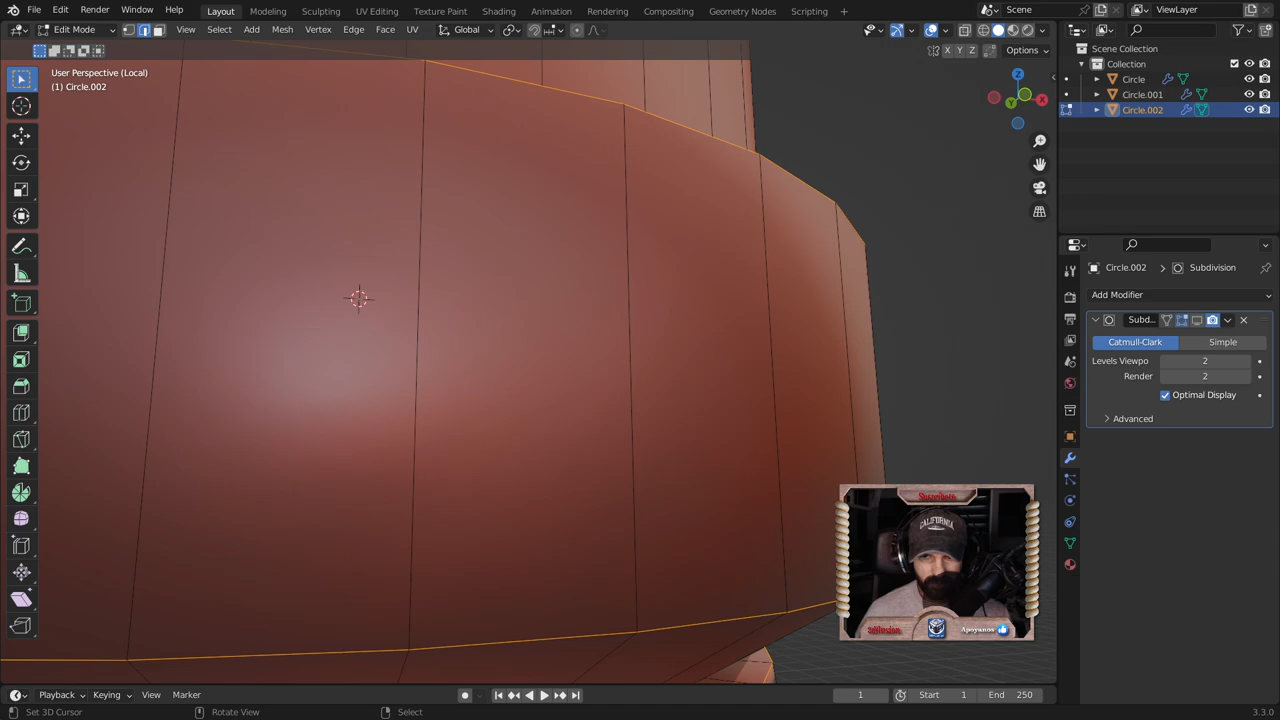 File Edit Render Window Help Layout Modeling Sculpting UV Editing Texture Paint Shading Animation Rendering Compositing Geometry Nodes Scripting + Scene ViewLayer
Edit Mode View Select Add Mesh Vertex Edge Face UV Global
X Y Z Options
User Perspective (Local)
(1) Circle.002
Z
Y
X
Scene Collection
Collection
Circle
Circle.001
Circle.002
Circle.002 > Subdivision
Add Modifier
Subd...
Catmull-Clark Simple
Levels Viewpo 2
Render 2
Optimal Display
Advanced
CALIFORNIA
Apoyanos
Playback Keying View Marker 1 Start 1 End 250
Set 3D Cursor Rotate View Select 3.3.0